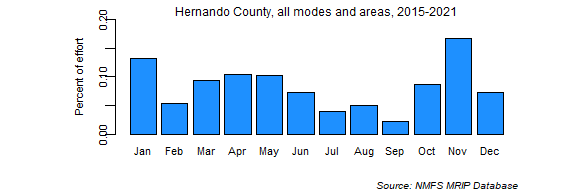 Hernando County, all modes and areas, 2015-2021
Percent of effort
0.20
0.10
0.00
Jan Feb Mar Apr May Jun Jul Aug Sep Oct Nov Dec
Source: NMFS MRIP Database